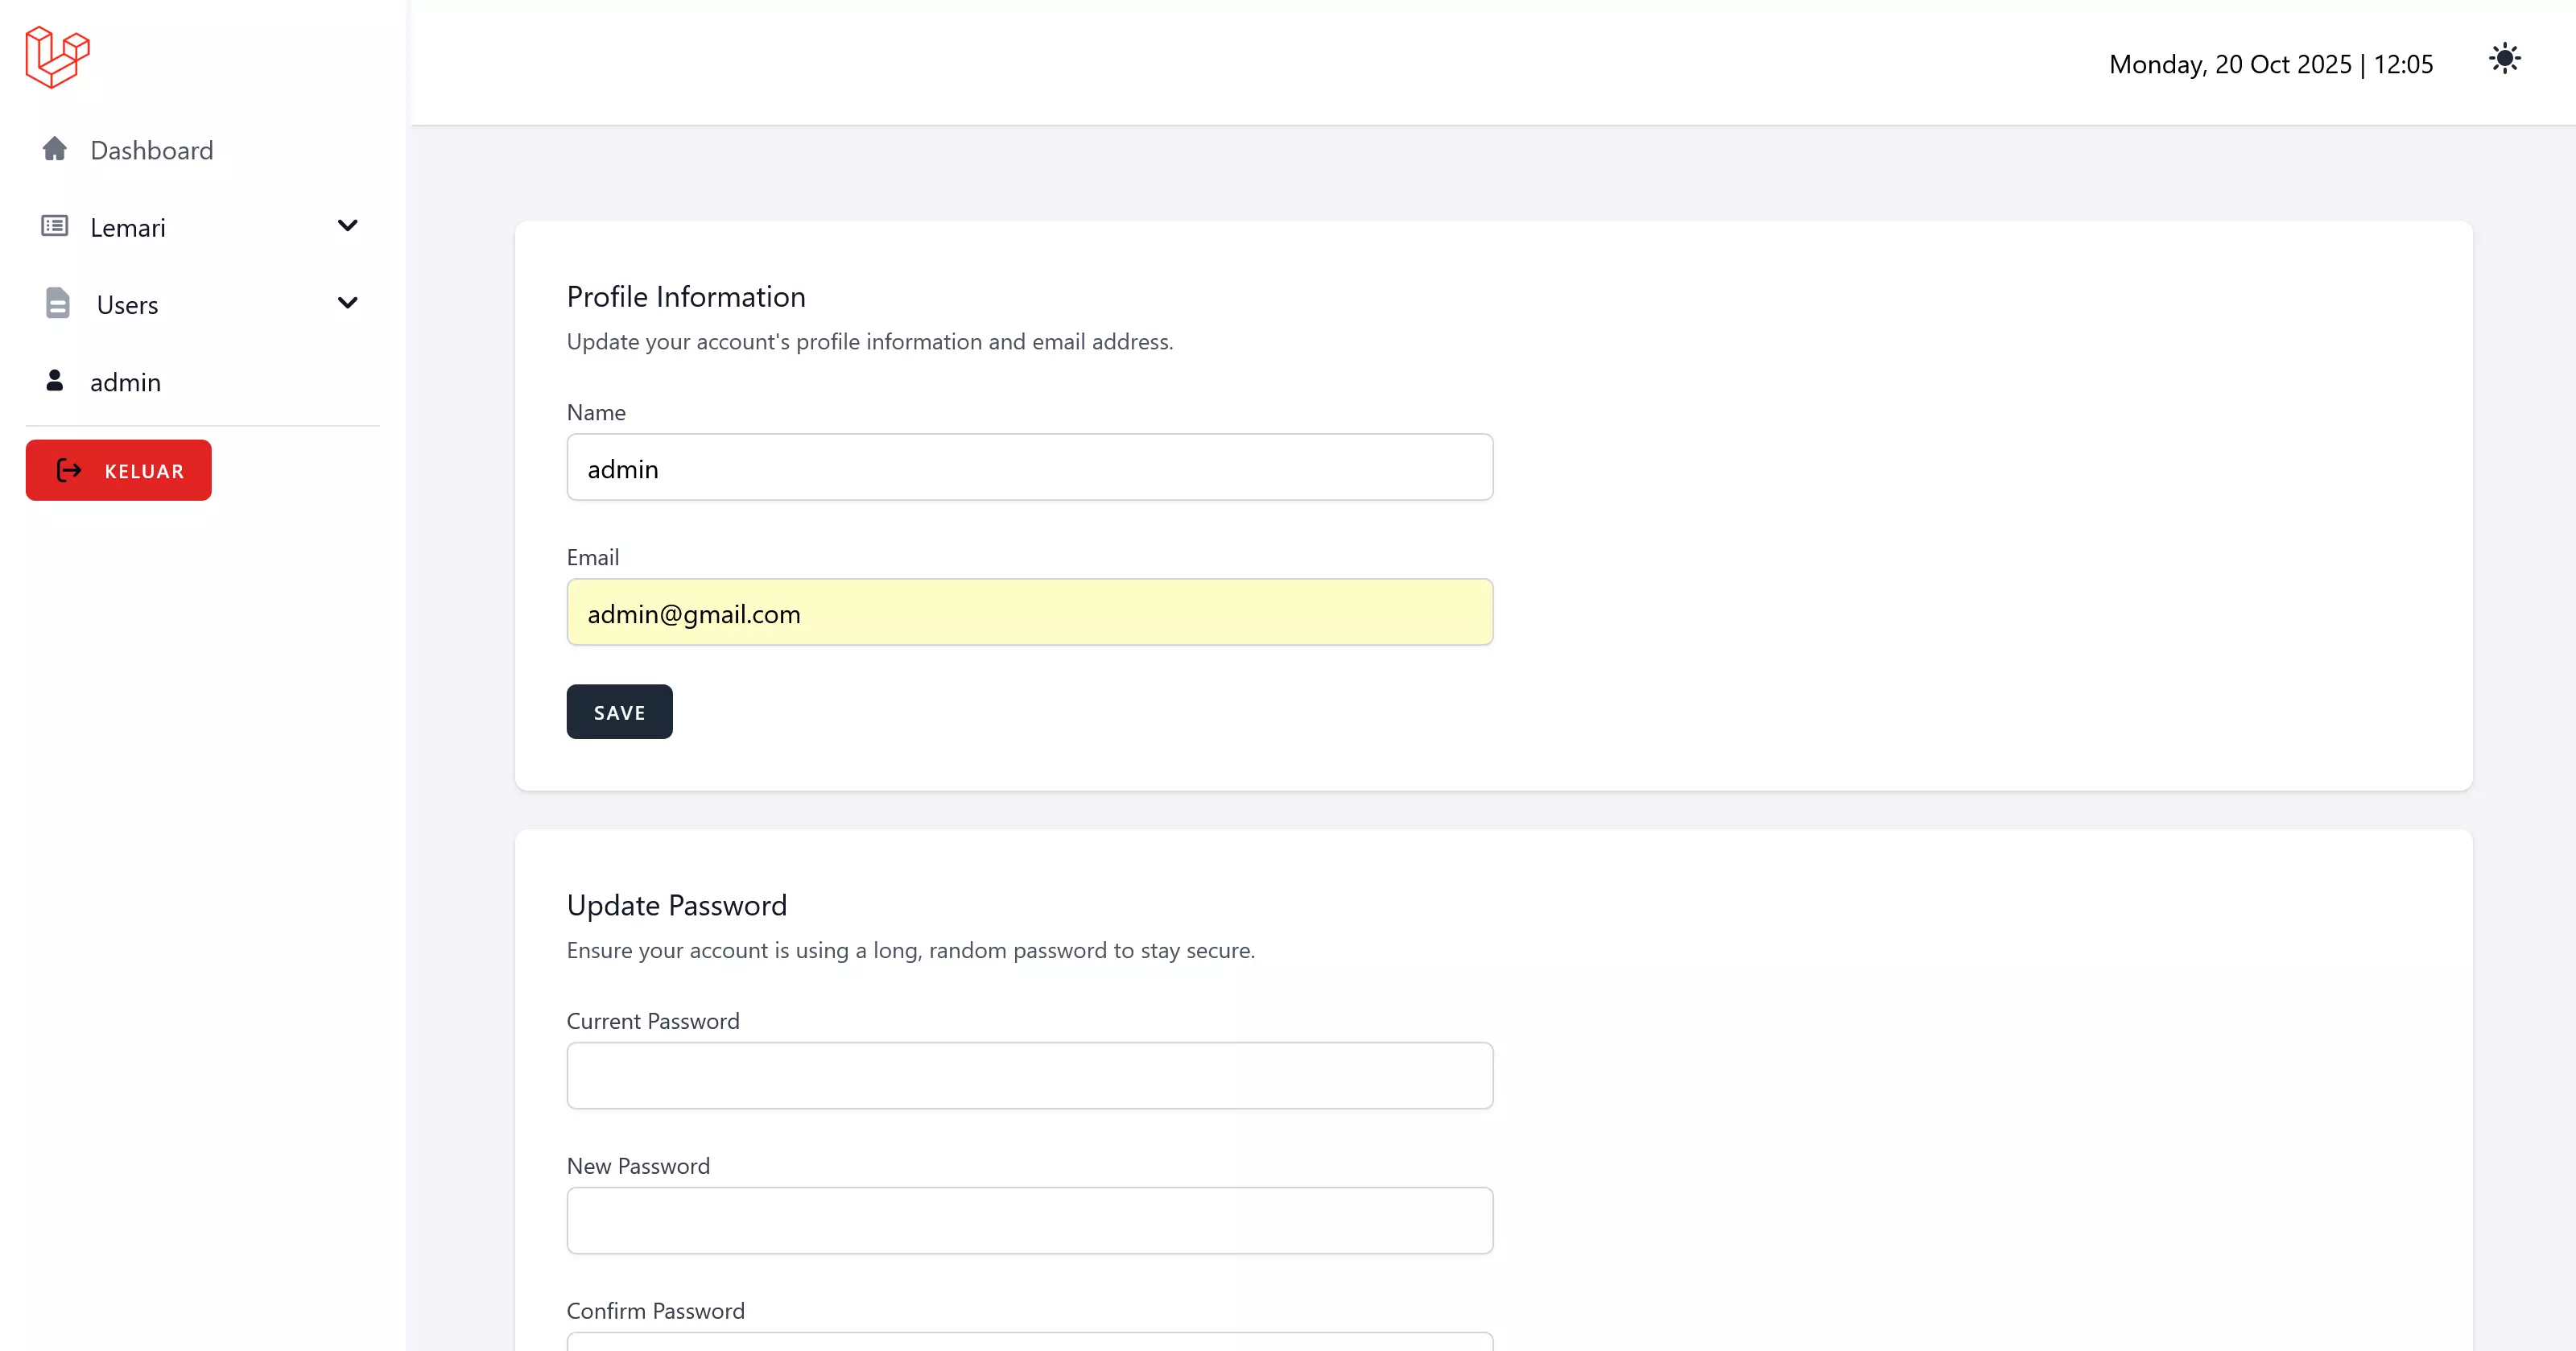 Monday, 20 Oct 2025 | 12:05
Dashboard
Lemari
Users
admin
KELUAR
Profile Information
Update your account's profile information and email address.
Name
admin
Email
admin@gmail.com
SAVE
Update Password
Ensure your account is using a long, random password to stay secure.
Current Password
New Password
Confirm Password